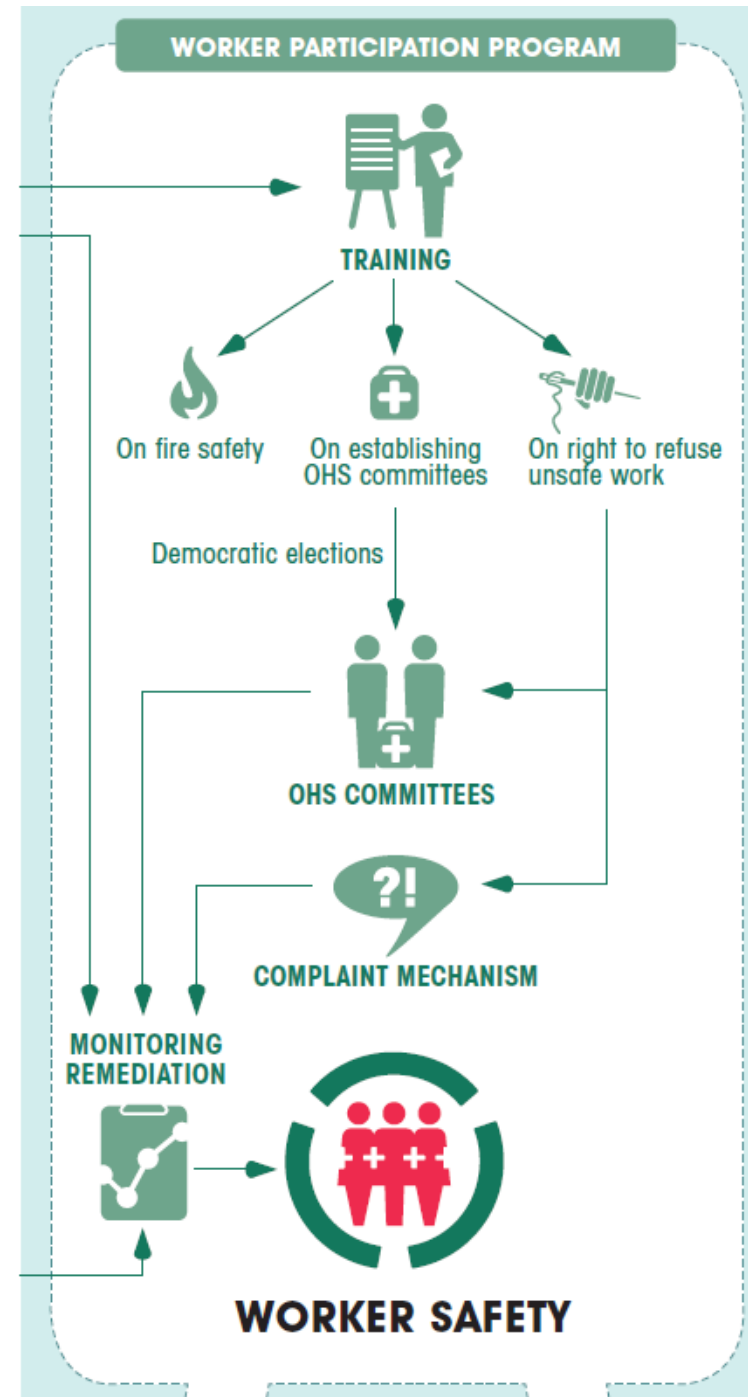 WORKER PARTICIPATION PROGRAM
TRAINING
On fire safety
On establishing
OHS committees
On right to refuse
unsafe work
Democratic elections
OHS COMMITTEES
?!
COMPLAINT MECHANISM
MONITORING
REMEDIATION
WORKER SAFETY